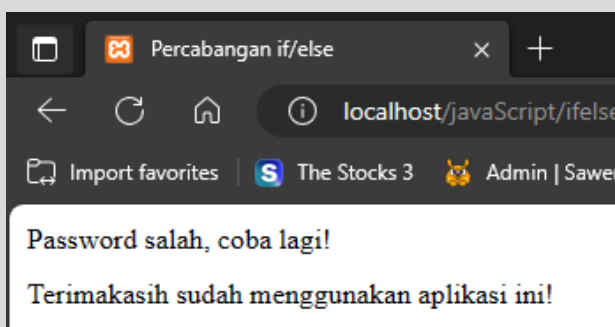 Percabangan if/else
localhost/javaScript/ifelse
Import favorites The Stocks 3 Admin | Sawer
Password salah, coba lagi!
Terimakasih sudah menggunakan aplikasi ini!